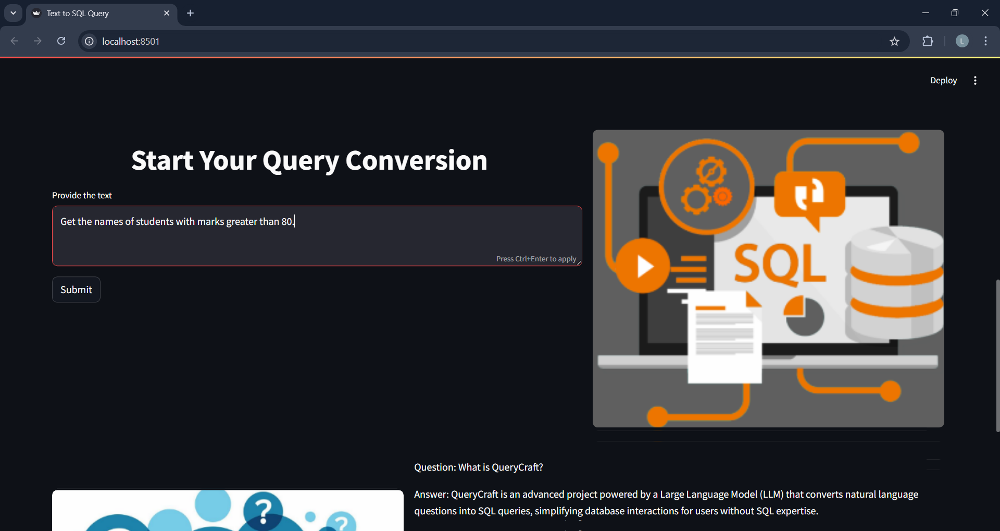 Text to SQL Query
localhost:8501
L
Deploy
Start Your Query Conversion
Provide the text
Get the names of students with marks greater than 80.
Press Ctrl+Enter to apply
Submit
SQL
Question: What is QueryCraft?
Answer: QueryCraft is an advanced project powered by a Large Language Model (LLM) that converts natural language
questions into SQL queries, simplifying database interactions for users without SQL expertise.
?
?